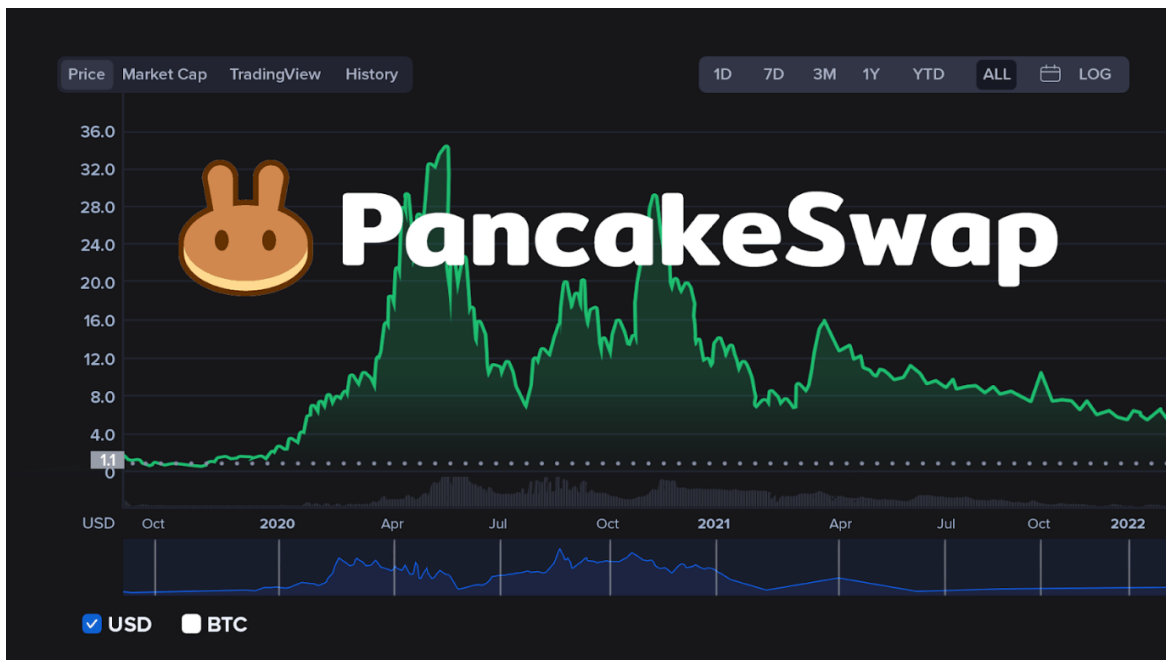 Price Market Cap TradingView History 1D 7D 3M 1Y YTD ALL LOG
36.0
32.0
28.0
24.0
20.0
16.0
12.0
8.0
4.0
1.1
0
PancakeSwap
USD Oct 2020 Apr Jul Oct 2021 Apr Jul Oct 2022
USD BTC